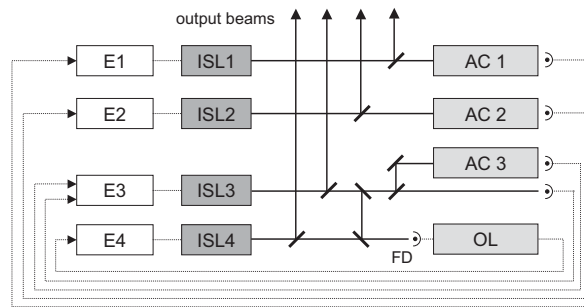 output beams
E1 ISL1 AC 1
E2 ISL2 AC 2
AC 3
E3 ISL3
E4 ISL4 OL
FD